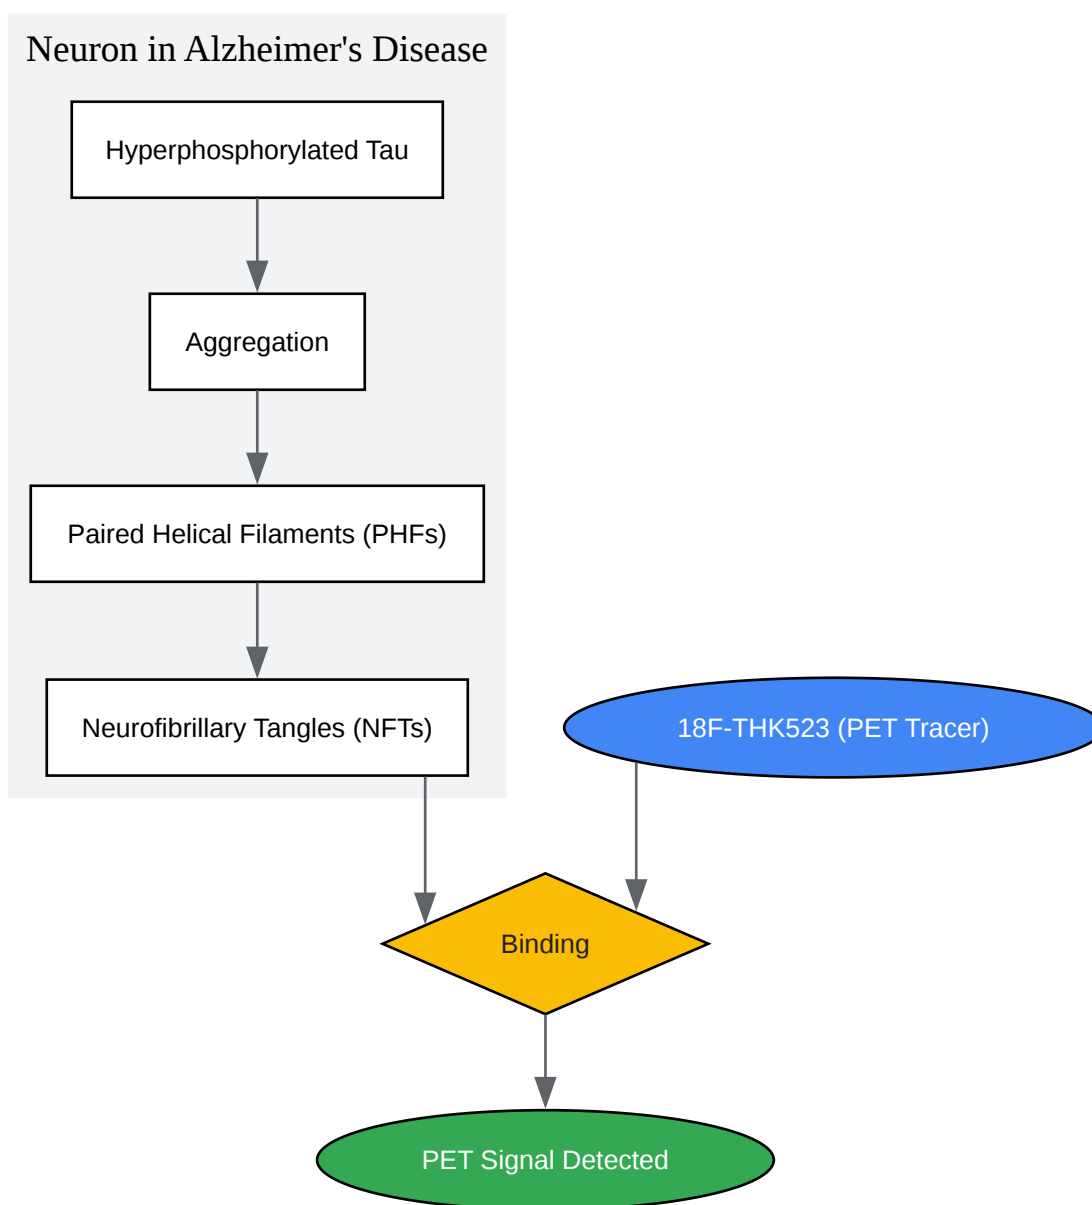 Neuron in Alzheimer's Disease
Hyperphosphorylated Tau
Aggregation
Paired Helical Filaments (PHFs)
Neurofibrillary Tangles (NFTs)
18F-THK523 (PET Tracer)
Binding
PET Signal Detected